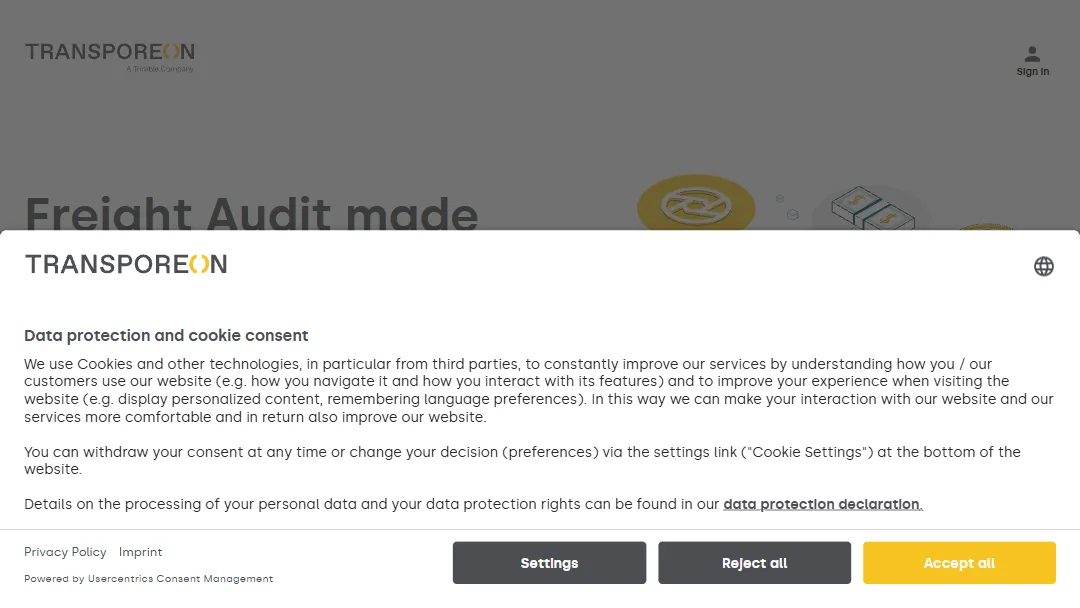 TRANSPOREON
A Trimble Company
Sign in
Freight Audit made
TRANSPOREON
Data protection and cookie consent
We use Cookies and other technologies, in particular from third parties, to constantly improve our services by understanding how you / our
customers use our website (e.g. how you navigate it and how you interact with its features) and to improve your experience when visiting the
website (e.g. display personalized content, remembering language preferences). In this way we can make your interaction with our website and our
services more comfortable and in return also improve our website.
You can withdraw your consent at any time or change your decision (preferences) via the settings link ("Cookie Settings") at the bottom of the
website.
Details on the processing of your personal data and your data protection rights can be found in our data protection declaration.
Privacy Policy Imprint
Settings
Reject all
Accept all
Powered by Usercentrics Consent Management